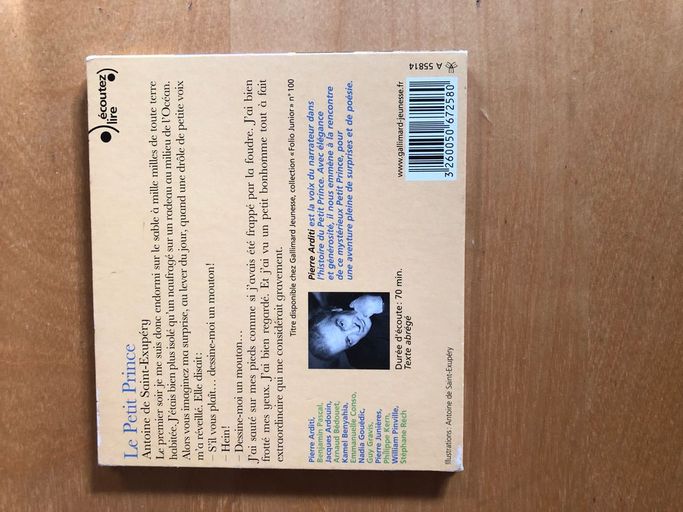 écoutez
lire
Le Petit Prince
Antoine de Saint-Exupéry
Le premier soir je me suis donc endormi sur le sable à mille milles de toute terre
habitée. J'étais bien plus isolé qu'un naufragé sur un radeau au milieu de l'Océan.
Alors vous imaginez ma surprise, au lever du jour, quand une drôle de petite voix
m'a réveillé. Elle disait:
– S'il vous plaît... dessine-moi un mouton!
– Hein!
– Dessine-moi un mouton...
J'ai sauté sur mes pieds comme si j'avais été frappé par la foudre. J'ai bien
frotté mes yeux. J'ai bien regardé. Et j'ai vu un petit bonhomme tout à fait
extraordinaire qui me considérait gravement.
Titre disponible chez Gallimard Jeunesse, collection «Folio Junior» n° 100
Pierre Arditi,
Benjamin Pascal,
Jacques Ardouin,
Arnaud Bédouet,
Kamel Benyahia,
Emmanuelle Conso,
Nadia Gouëdic,
Guy Gravis,
Pierre Junières,
Philippe Kern,
William Pinville,
Stéphane Rech
Pierre Arditi est la voix du narrateur dans
l'histoire du Petit Prince. Avec élégance
et générosité, il nous emmène à la rencontre
de ce mystérieux Petit Prince, pour
une aventure pleine de surprises et de poésie.
Durée d'écoute: 70 min.
Texte abrégé
Illustrations: Antoine de Saint-Exupéry
www.gallimard-jeunesse.fr
3 260050 672580
A 55814